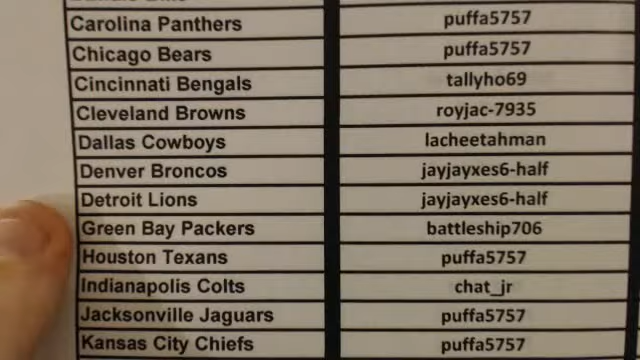 Carolina Panthers puffa5757
Chicago Bears puffa5757
Cincinnati Bengals tallyho69
Cleveland Browns royjac-7935
Dallas Cowboys lacheetahman
Denver Broncos jayjayxes6-half
Detroit Lions jayjayxes6-half
Green Bay Packers battleship706
Houston Texans puffa5757
Indianapolis Colts chat_jr
Jacksonville Jaguars puffa5757
Kansas City Chiefs puffa5757